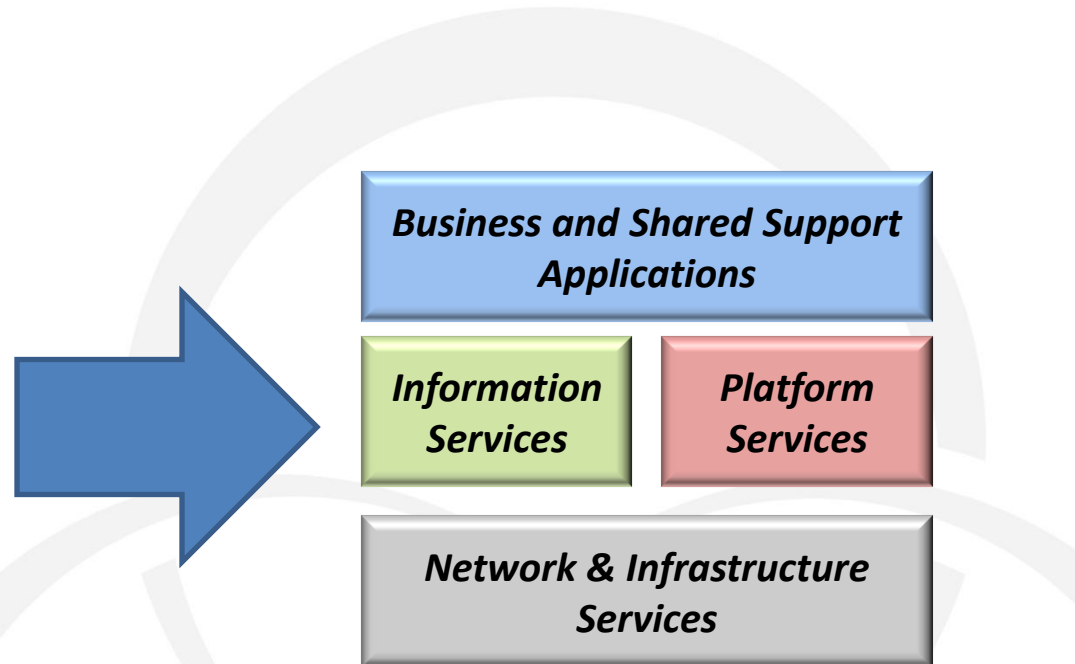 Business and Shared Support
Applications
Information
Services
Platform
Services
Network & Infrastructure
Services